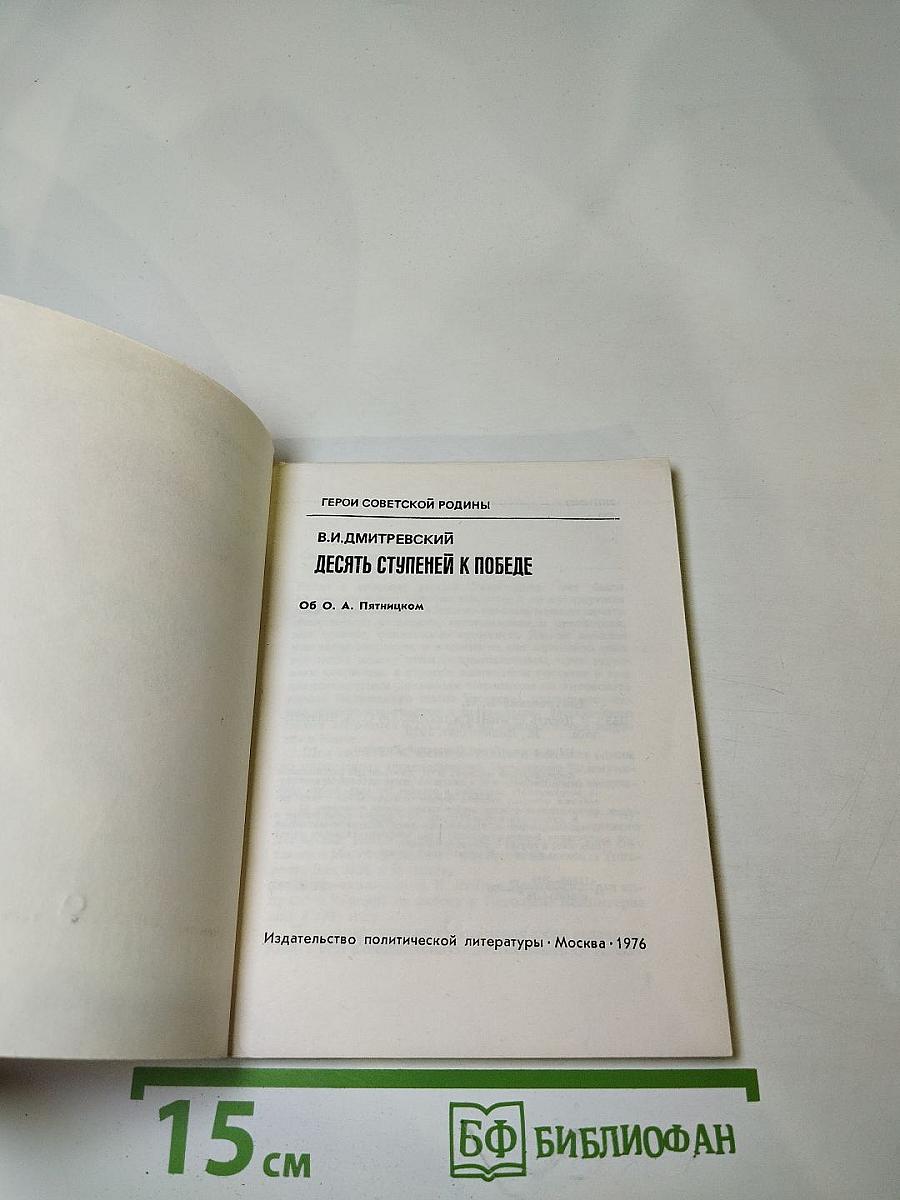 ГЕРОИ СОВЕТСКОЙ РОДИНЫ
В.И.ДМИТРЕВСКИЙ
ДЕСЯТЬ СТУПЕНЕЙ К ПОБЕДЕ
Об О. А. Пятницком
Издательство политической литературы · Москва · 1976
15 см
БФ БИБЛИОФАН